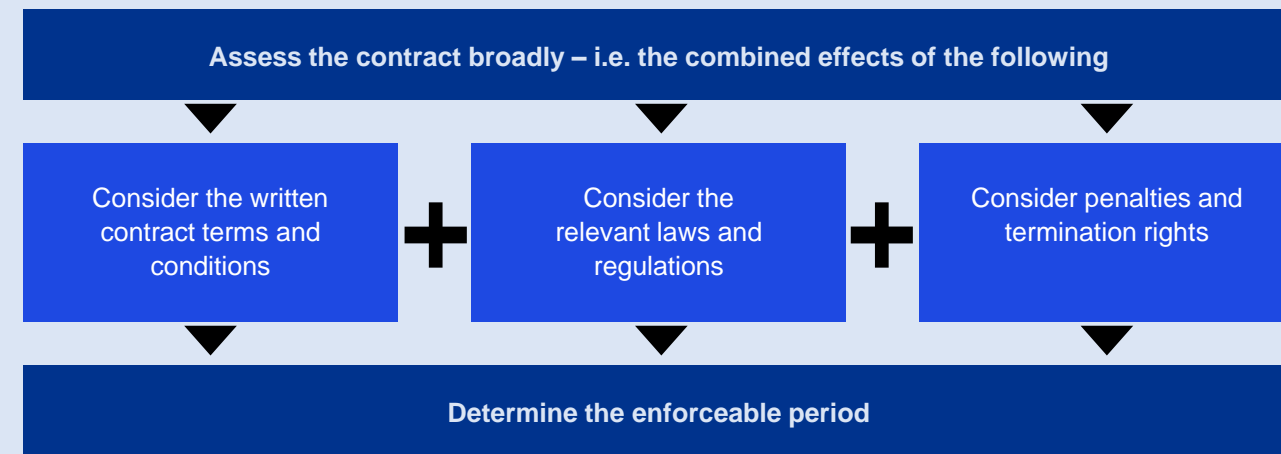 Assess the contract broadly – i.e. the combined effects of the following
Consider the written
contract terms and
conditions
Consider the
relevant laws and
regulations
Consider penalties and
termination rights
Determine the enforceable period